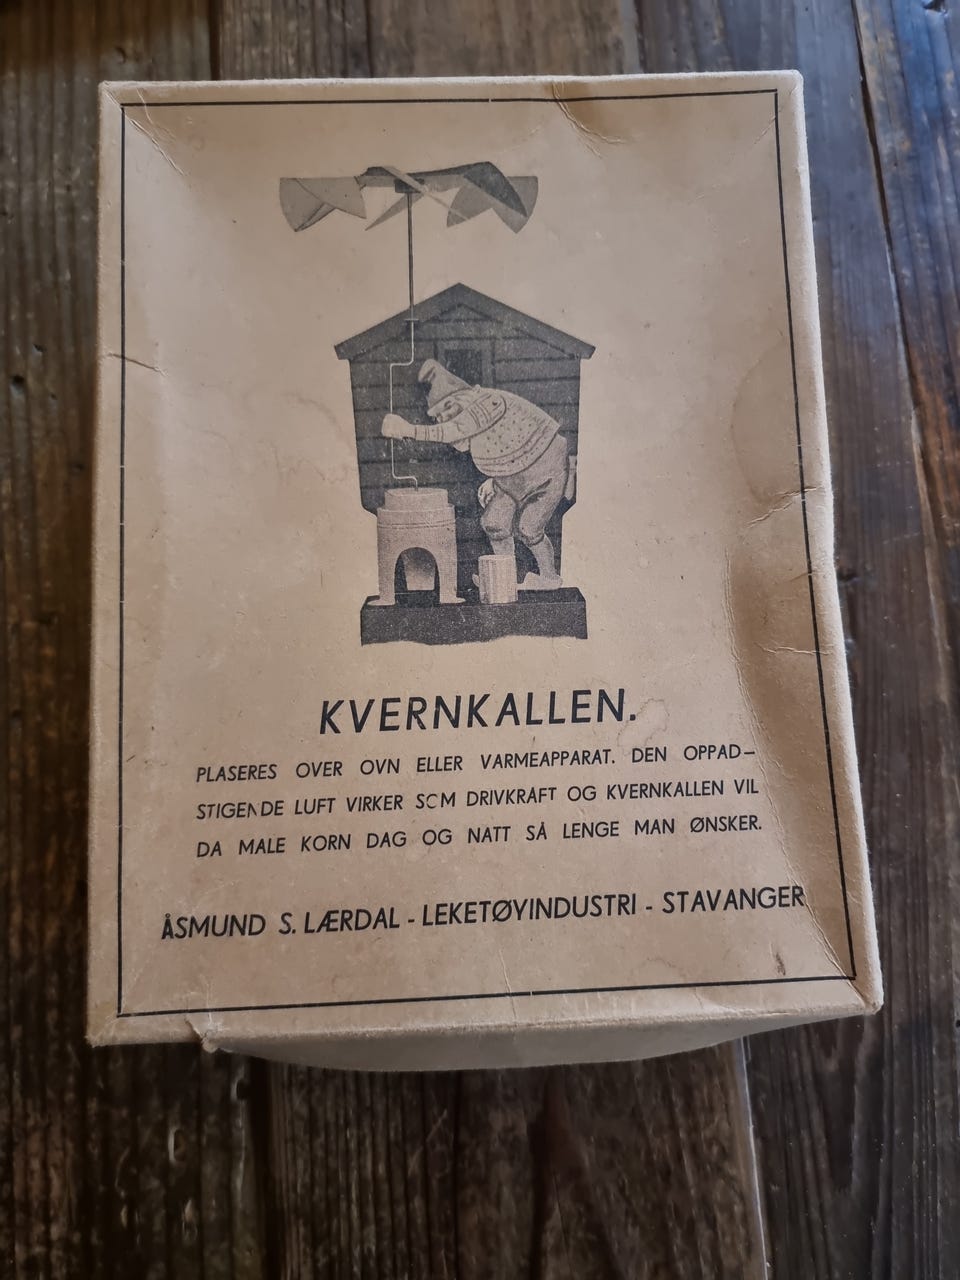 KVERNKALLEN.
PLASERES OVER OVN ELLER VARMEAPPARAT. DEN OPPAD-
STIGENDE LUFT VIRKER SOM DRIVKRAFT OG KVERNKALLEN VIL
DA MALE KORN DAG OG NATT SÅ LENGE MAN ØNSKER.
ÅSMUND S. LÆRDAL - LEKETØYINDUSTRI - STAVANGER